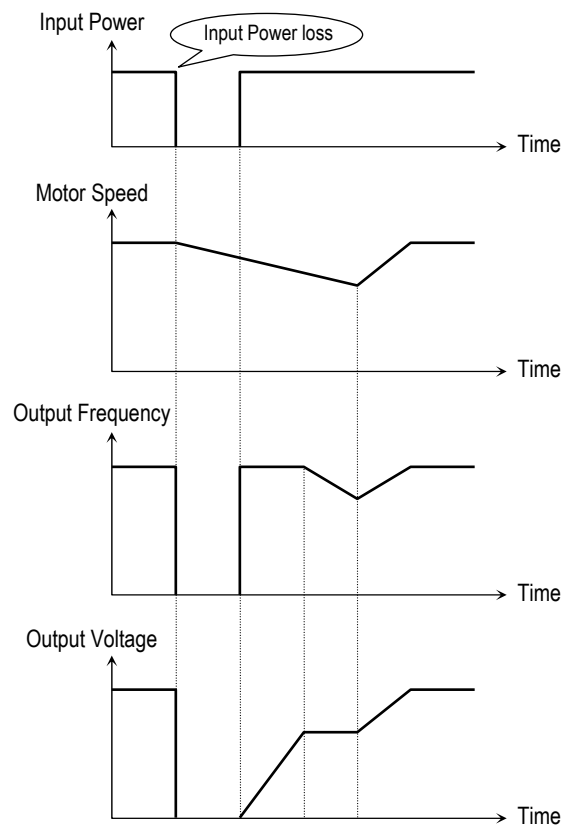 Input Power
Input Power loss
Time
Motor Speed
Time
Output Frequency
Time
Output Voltage
Time